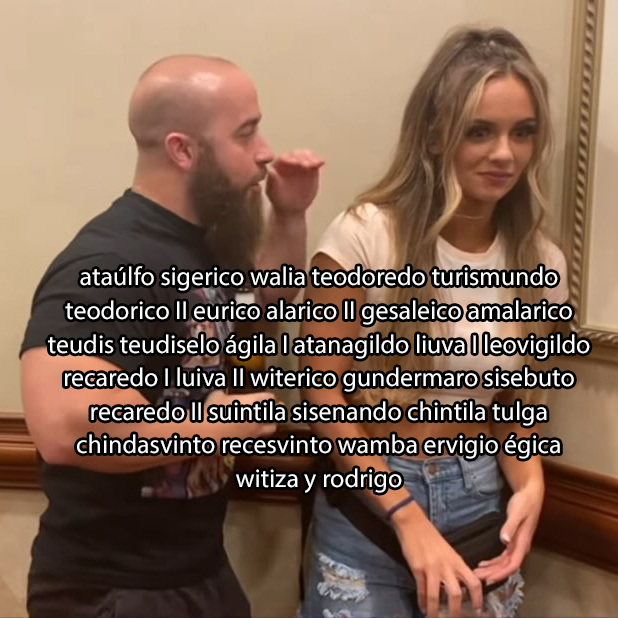 ataúlfo sigerico walia teodoredo turismundo
teodorico II eurico alarico II gesaleico amalarico
teudis teudiselo ágila I atanagildo liuva I leovigildo
recaredo I luiva II witerico gundermaro sisebuto
recaredo II suintila sisenando chintila tulga
chindasvinto recesvinto wamba ervigio égica
witiza y rodrigo